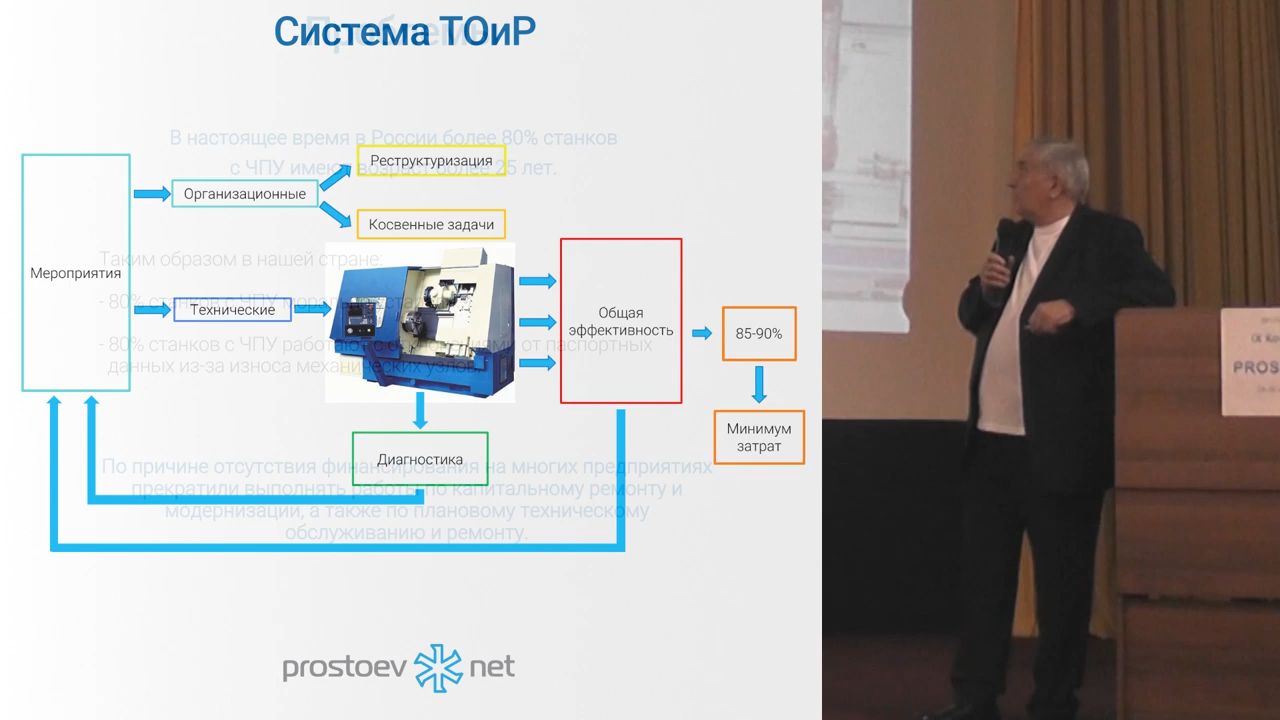 Система ТОиР
Проблемы
В настоящее время в России более 80% станков
с ЧПУ имеют возраст более 25 лет.
Реструктуризация
Организационные
Косвенные задачи
Таким образом в нашей стране:
Мероприятия
- 80% станков с ЧПУ
Технические
Общая
эффективность
85-90%
- 80% станков с ЧПУ работают с от паспортных
данных из-за износа механических узлов.
Минимум
затрат
Диагностика
По причине отсутствия финансирования на многих предприятиях
прекратили выполнять работы по капитальному ремонту и
модернизации, а также по плановому техническому
обслуживанию и ремонту.
prostoev net
PROS